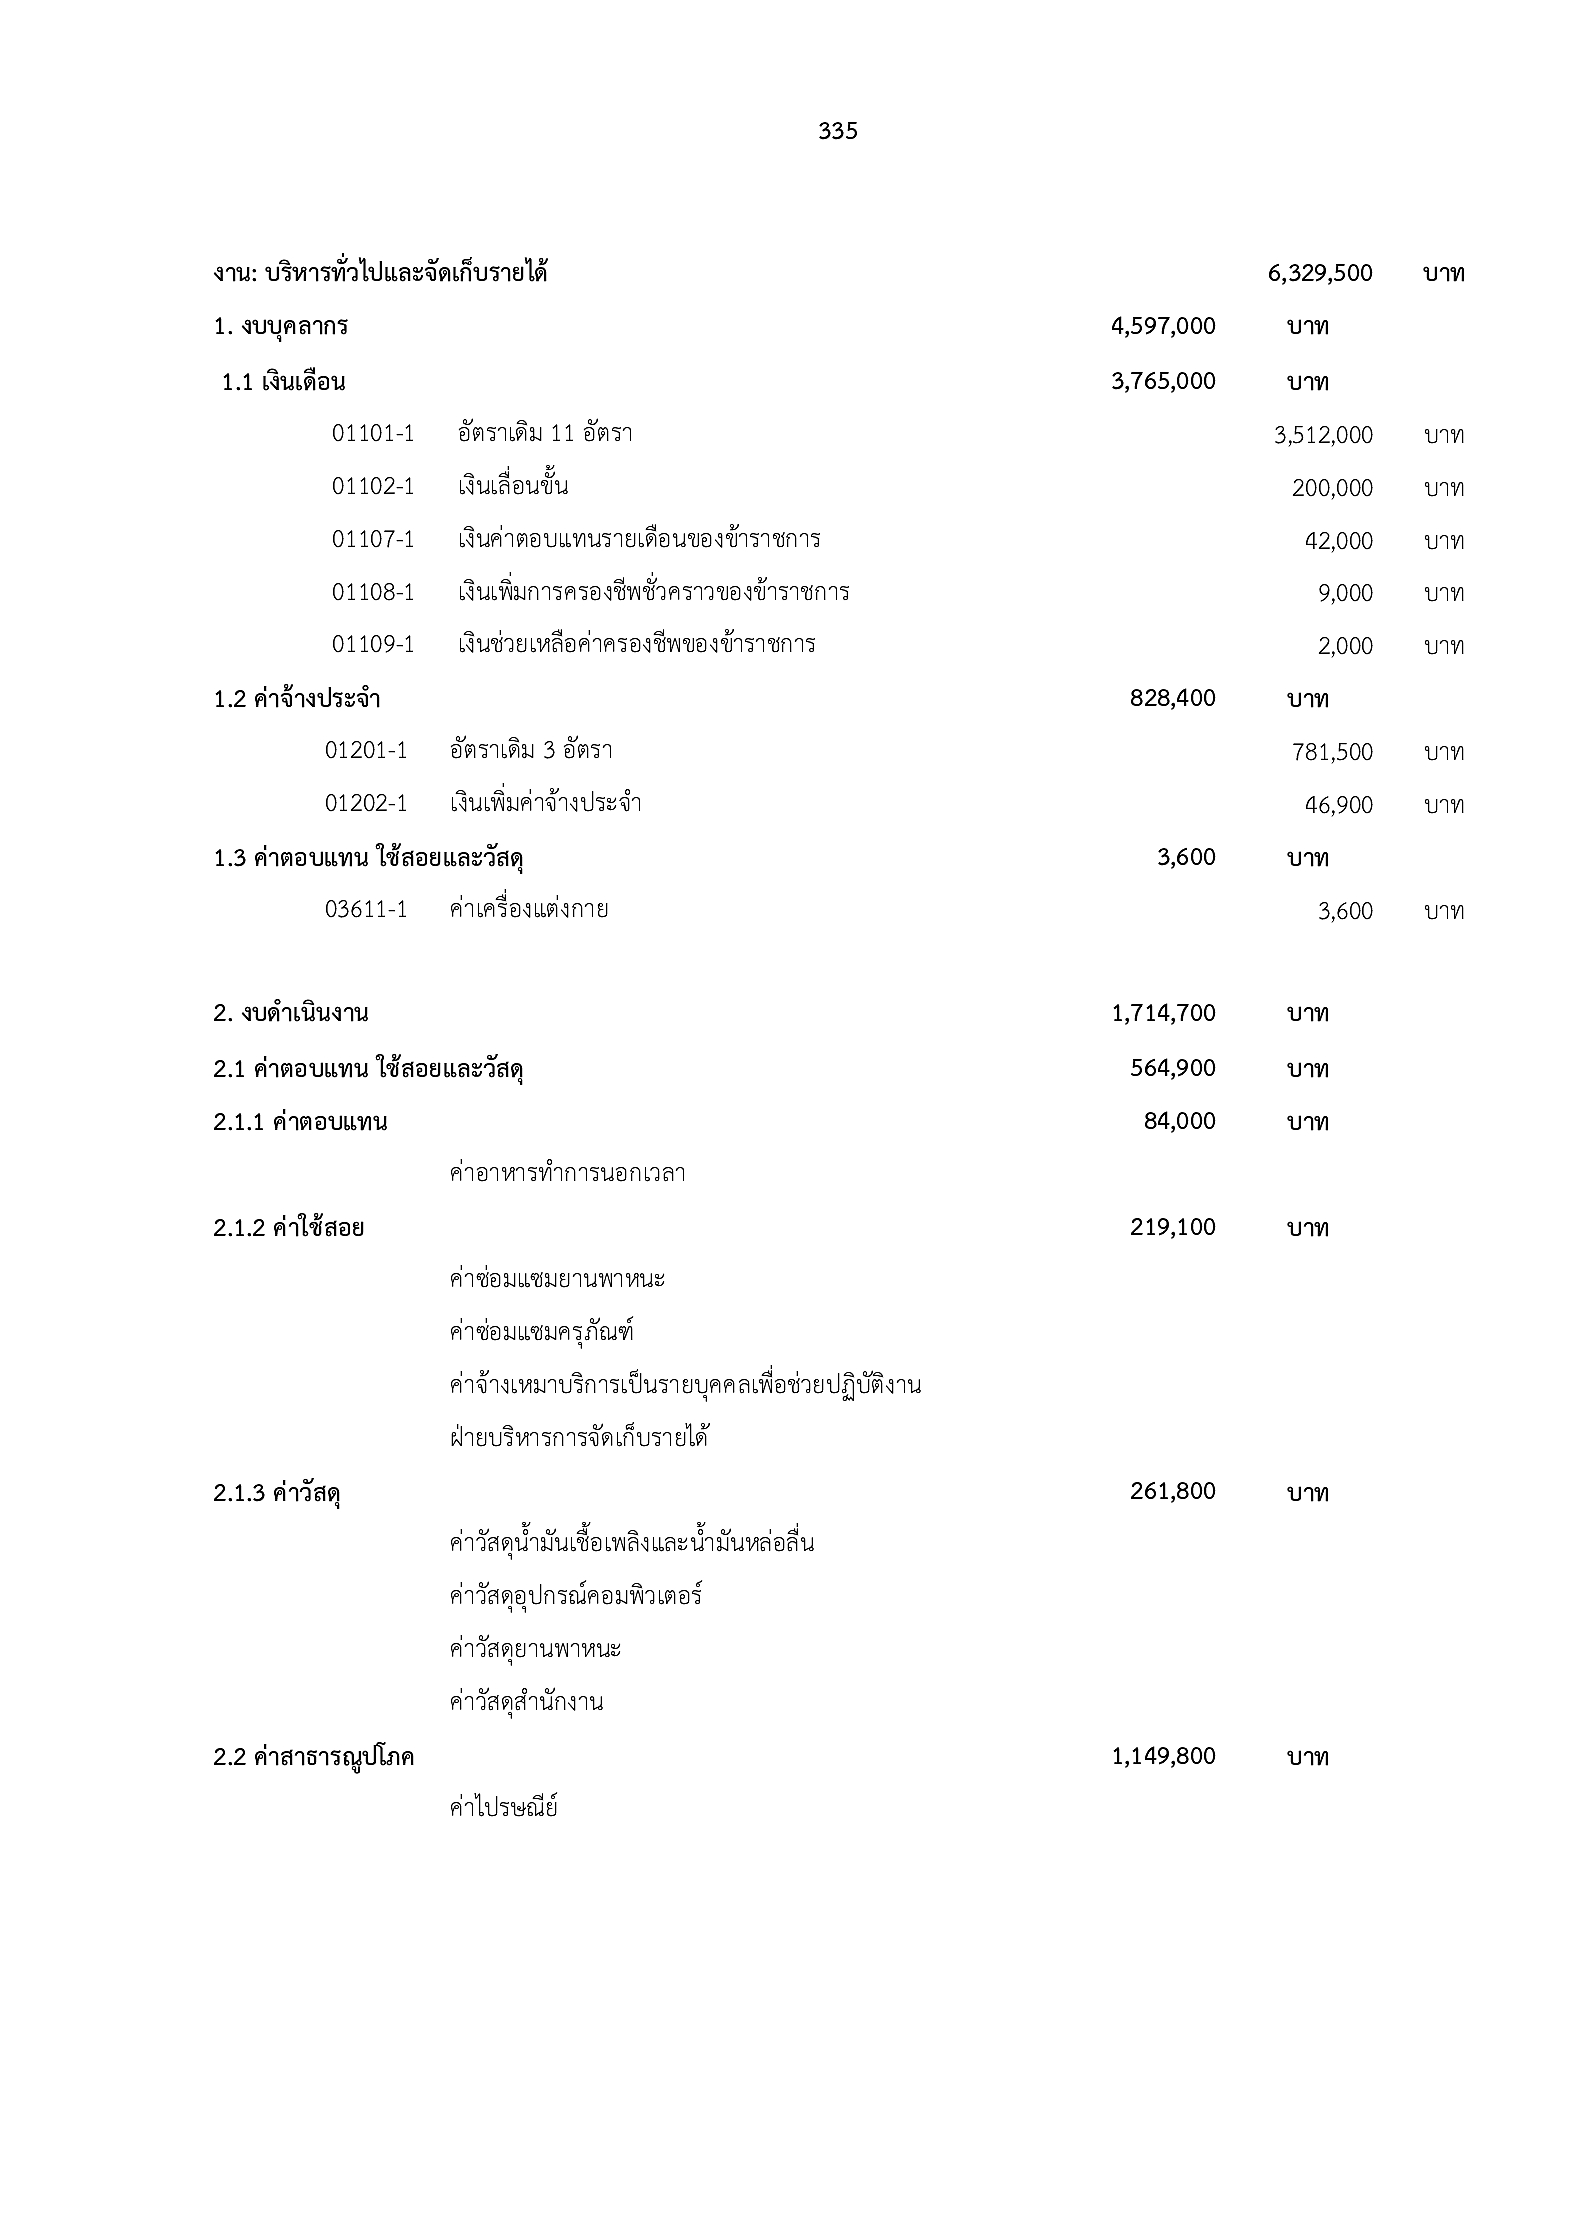 335
งาน: บริหารทั่วไปและจัดเก็บรายได้ 6,329,500 บาท
1. งบบุคลากร 4,597,000 บาท
1.1 เงินเดือน 3,765,000 บาท
01101-1 อัตราเดิม 11 อัตรา 3,512,000 บาท
01102-1 เงินเลื่อนขั้น 200,000 บาท
01107-1 เงินค่าตอบแทนรายเดือนของข้าราชการ 42,000 บาท
01108-1 เงินเพิ่มการครองชีพชั่วคราวของข้าราชการ 9,000 บาท
01109-1 เงินช่วยเหลือค่าครองชีพของข้าราชการ 2,000 บาท
1.2 ค่าจ้างประจำ 828,400 บาท
01201-1 อัตราเดิม 3 อัตรา 781,500 บาท
01202-1 เงินเพิ่มค่าจ้างประจำ 46,900 บาท
1.3 ค่าตอบแทน ใช้สอยและวัสดุ 3,600 บาท
03611-1 ค่าเครื่องแต่งกาย 3,600 บาท
2. งบดำเนินงาน 1,714,700 บาท
2.1 ค่าตอบแทน ใช้สอยและวัสดุ 564,900 บาท
2.1.1 ค่าตอบแทน 84,000 บาท
ค่าอาหารทำการนอกเวลา
2.1.2 ค่าใช้สอย 219,100 บาท
ค่าซ่อมแซมยานพาหนะ
ค่าซ่อมแซมครุภัณฑ์
ค่าจ้างเหมาบริการเป็นรายบุคคลเพื่อช่วยปฏิบัติงาน
ฝ่ายบริหารการจัดเก็บรายได้
2.1.3 ค่าวัสดุ 261,800 บาท
ค่าวัสดุน้ำมันเชื้อเพลิงและน้ำมันหล่อลื่น
ค่าวัสดุอุปกรณ์คอมพิวเตอร์
ค่าวัสดุยานพาหนะ
ค่าวัสดุสำนักงาน
2.2 ค่าสาธารณูปโภค 1,149,800 บาท
ค่าไปรษณีย์